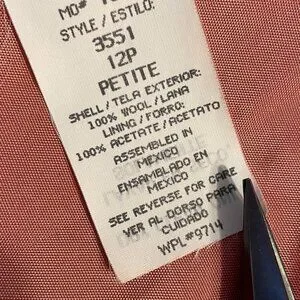 MO#
STYLE / ESTILO:
3551
12P
PETITE
SHELL / TELA EXTERIOR:
100% WOOL / LANA
LINING / FORRO:
100% ACETATE / ACETATO
ASSEMBLED IN
MEXICO
ENSAMBLADO EN
MEXICO
SEE REVERSE FOR CARE
VER AL DORSO PARA
CUIDADO
WPL#9714